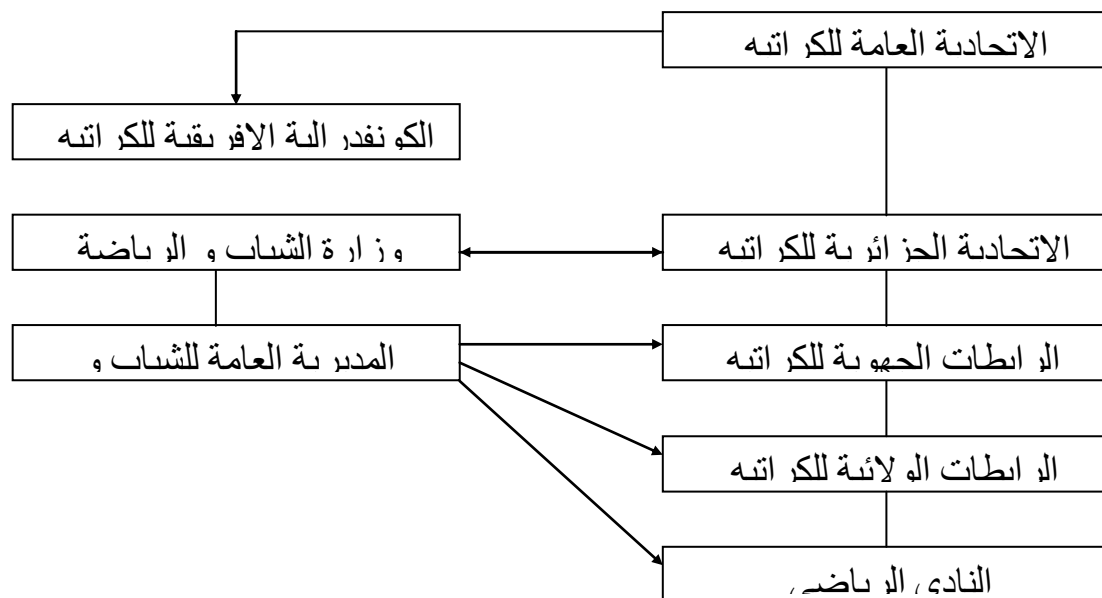 الاتحادية العامة للكراتيه
الكونفدرالية الافريقية للكراتيه
وزارة الشباب و الرياضة
الاتحادية الجزائرية للكراتيه
المديرية العامة للشباب و
الرابطات الجهوية للكراتيه
الرابطات الولائية للكراتيه
النادي الرياضي